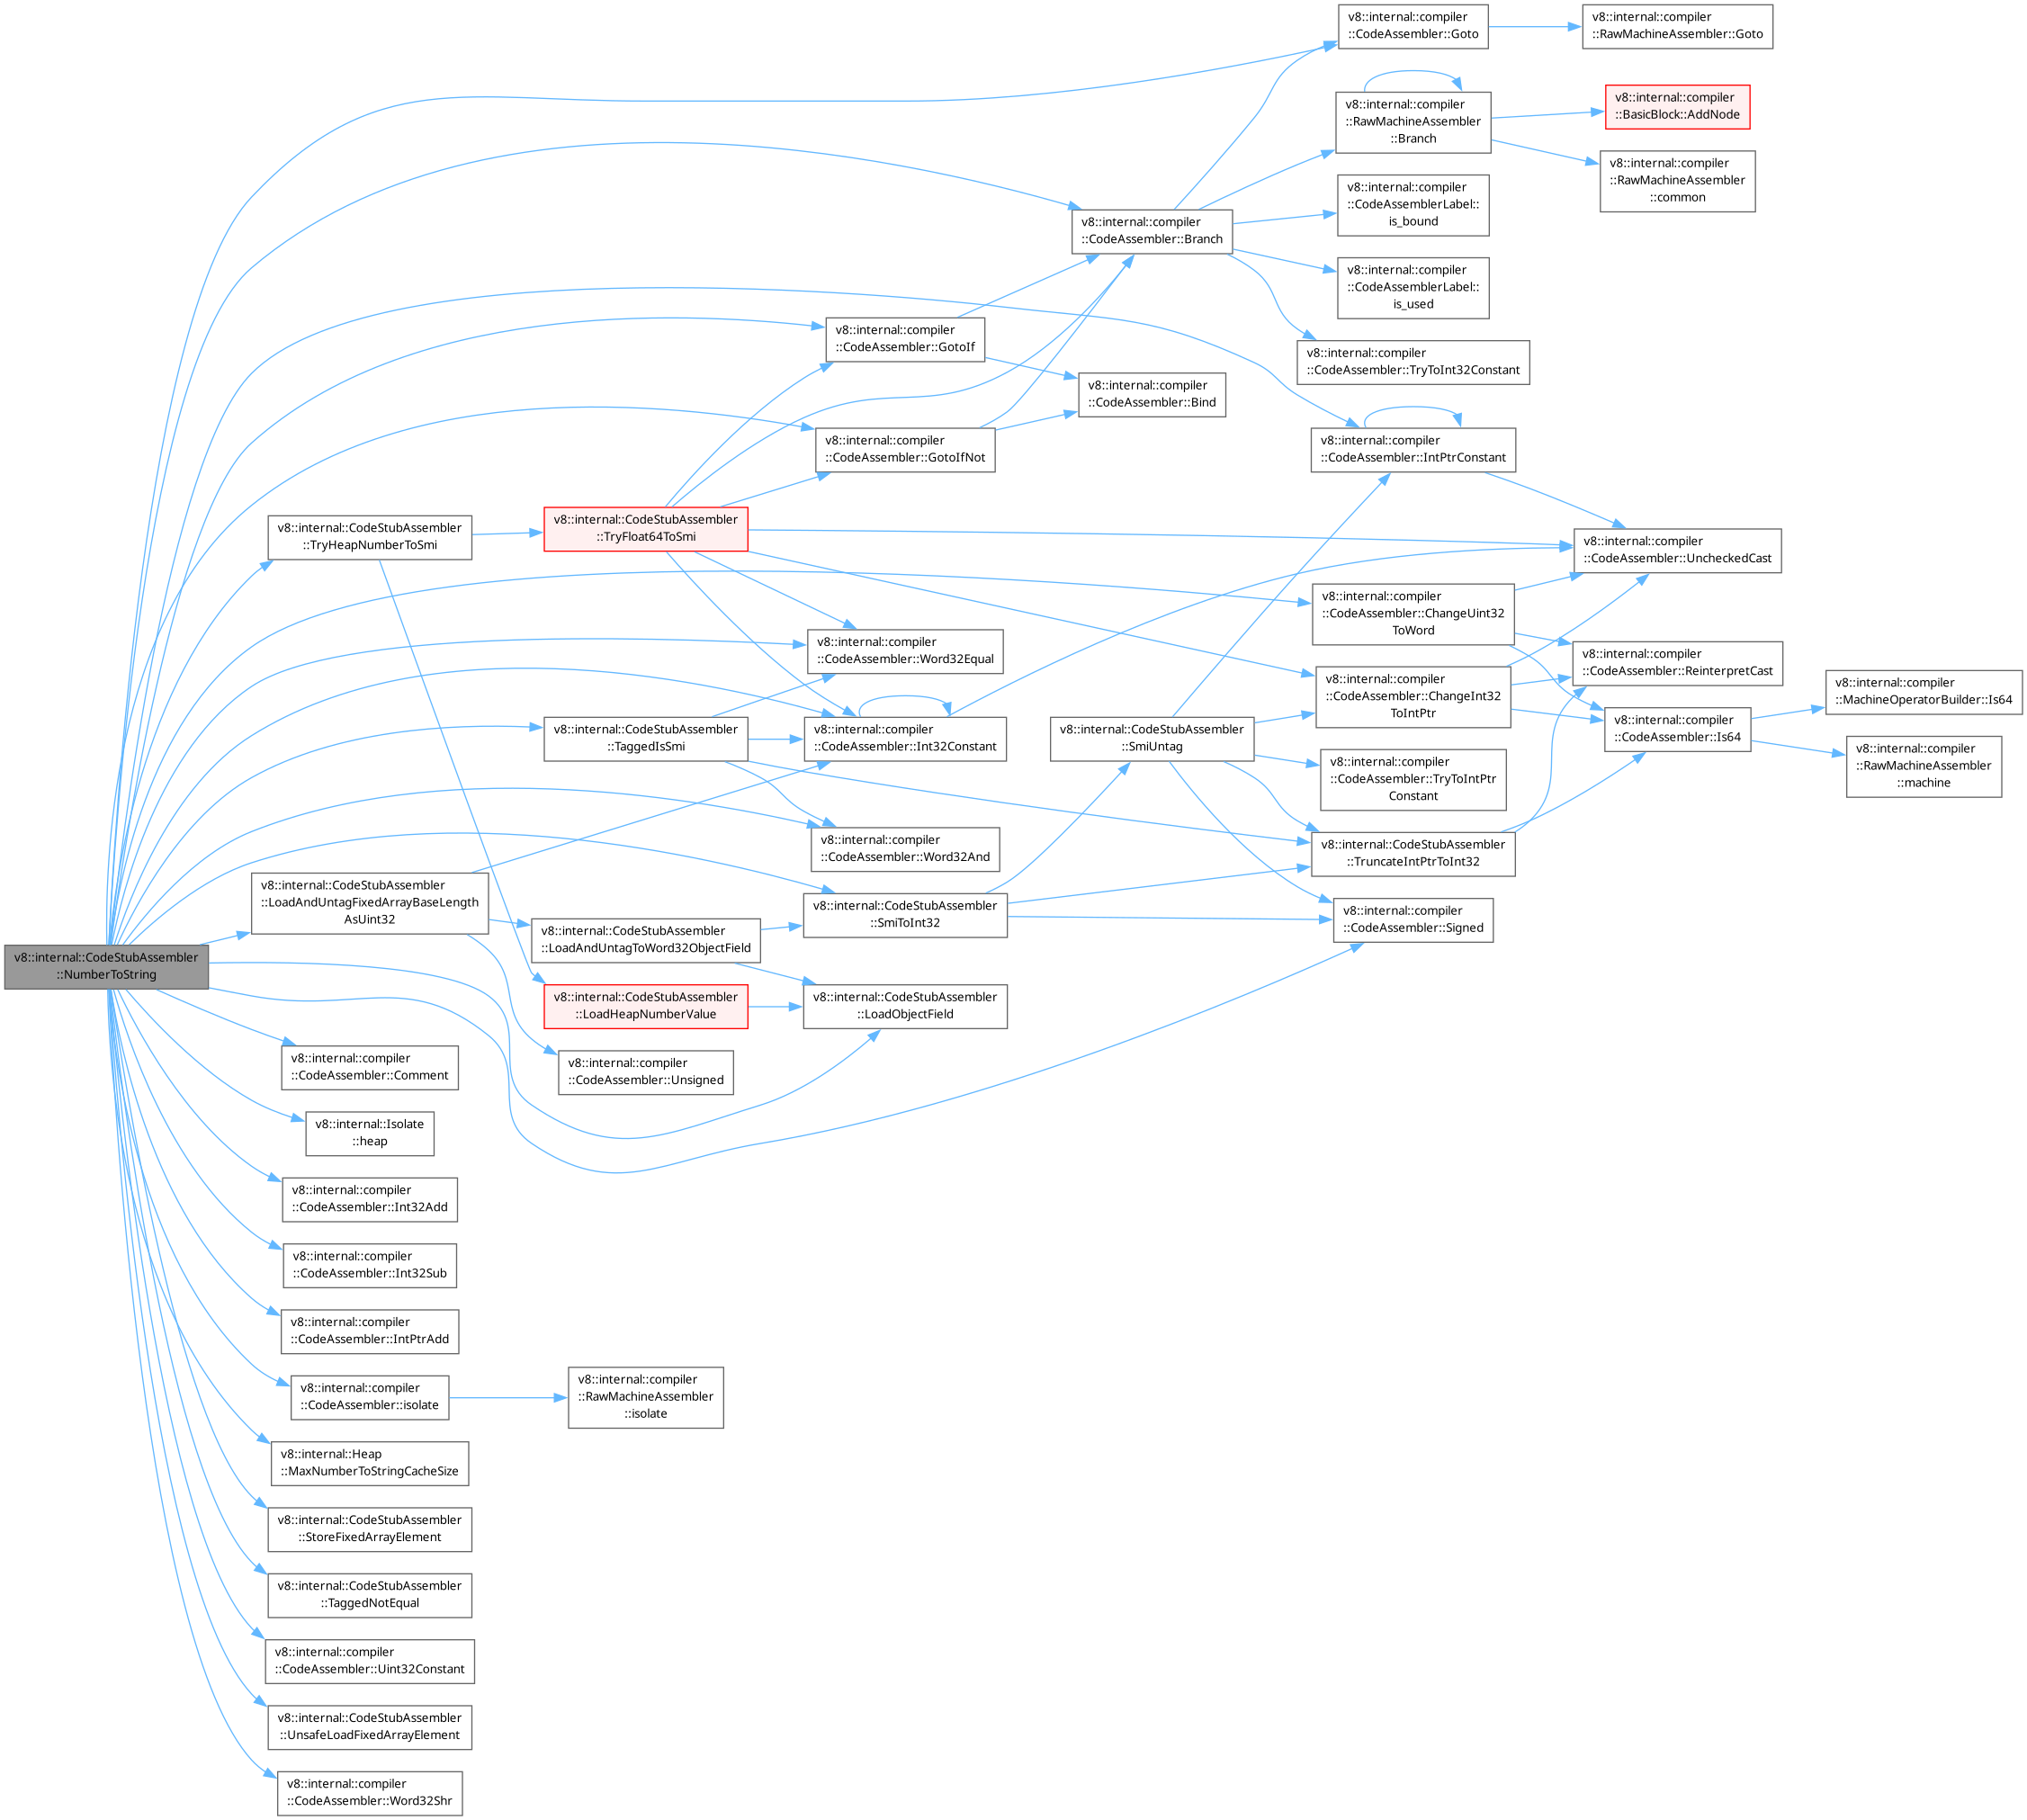 v8::internal::compiler
::CodeAssembler::Goto
v8::internal::compiler
::RawMachineAssembler::Goto
v8::internal::compiler
::RawMachineAssembler
::Branch
v8::internal::compiler
::BasicBlock::AddNode
v8::internal::compiler
::RawMachineAssembler
::common
v8::internal::compiler
::CodeAssemblerLabel::
is_bound
v8::internal::compiler
::CodeAssembler::Branch
v8::internal::compiler
::CodeAssemblerLabel::
is_used
v8::internal::compiler
::CodeAssembler::GotoIf
v8::internal::compiler
::CodeAssembler::TryToInt32Constant
v8::internal::compiler
::CodeAssembler::Bind
v8::internal::compiler
::CodeAssembler::GotoIfNot
v8::internal::compiler
::CodeAssembler::IntPtrConstant
v8::internal::CodeStubAssembler
::TryHeapNumberToSmi
v8::internal::CodeStubAssembler
::TryFloat64ToSmi
v8::internal::compiler
::CodeAssembler::UncheckedCast
v8::internal::compiler
::CodeAssembler::ChangeUint32
ToWord
v8::internal::compiler
::CodeAssembler::Word32Equal
v8::internal::compiler
::CodeAssembler::ReinterpretCast
v8::internal::compiler
::CodeAssembler::ChangeInt32
ToIntPtr
v8::internal::compiler
::MachineOperatorBuilder::Is64
v8::internal::CodeStubAssembler
::TaggedIsSmi
v8::internal::compiler
::CodeAssembler::Int32Constant
v8::internal::CodeStubAssembler
::SmiUntag
v8::internal::compiler
::CodeAssembler::Is64
v8::internal::compiler
::RawMachineAssembler
::machine
v8::internal::compiler
::CodeAssembler::TryToIntPtr
Constant
v8::internal::compiler
::CodeAssembler::Word32And
v8::internal::CodeStubAssembler
::TruncateIntPtrToInt32
v8::internal::CodeStubAssembler
::LoadAndUntagFixedArrayBaseLength
AsUint32
v8::internal::CodeStubAssembler
::SmiToInt32
v8::internal::compiler
::CodeAssembler::Signed
v8::internal::CodeStubAssembler
::LoadAndUntagToWord32ObjectField
v8::internal::CodeStubAssembler
::NumberToString
v8::internal::CodeStubAssembler
::LoadHeapNumberValue
v8::internal::CodeStubAssembler
::LoadObjectField
v8::internal::compiler
::CodeAssembler::Comment
v8::internal::compiler
::CodeAssembler::Unsigned
v8::internal::Isolate
::heap
v8::internal::compiler
::CodeAssembler::Int32Add
v8::internal::compiler
::CodeAssembler::Int32Sub
v8::internal::compiler
::CodeAssembler::IntPtrAdd
v8::internal::compiler
::CodeAssembler::isolate
v8::internal::compiler
::RawMachineAssembler
::isolate
v8::internal::Heap
::MaxNumberToStringCacheSize
v8::internal::CodeStubAssembler
::StoreFixedArrayElement
v8::internal::CodeStubAssembler
::TaggedNotEqual
v8::internal::compiler
::CodeAssembler::Uint32Constant
v8::internal::CodeStubAssembler
::UnsafeLoadFixedArrayElement
v8::internal::compiler
::CodeAssembler::Word32Shr